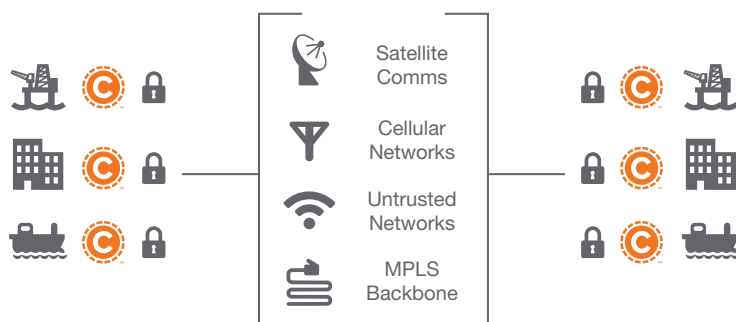 C
C
C
Satellite
Comms
Cellular
Networks
Untrusted
Networks
MPLS
Backbone
C
C
C